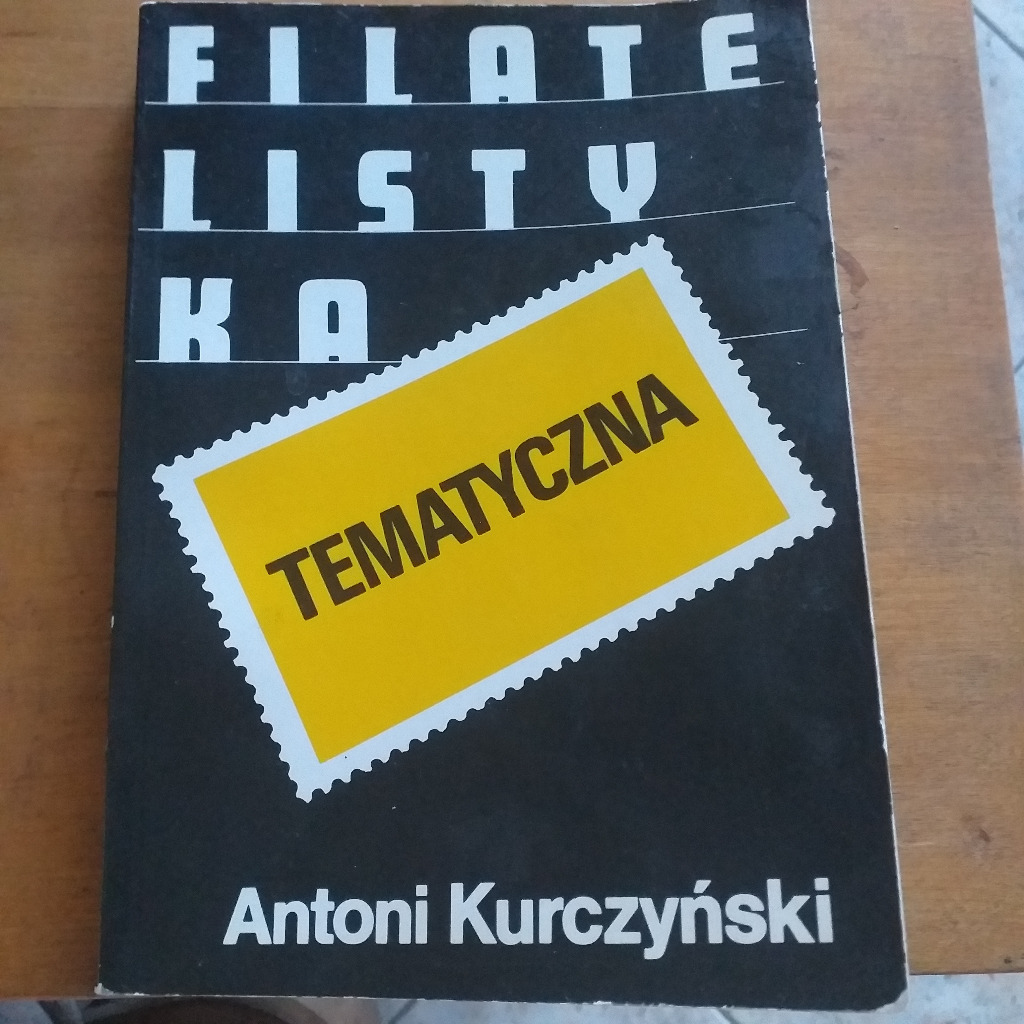 FILATE
LISTY
KA
TEMATYCZNA
Antoni Kurczyński